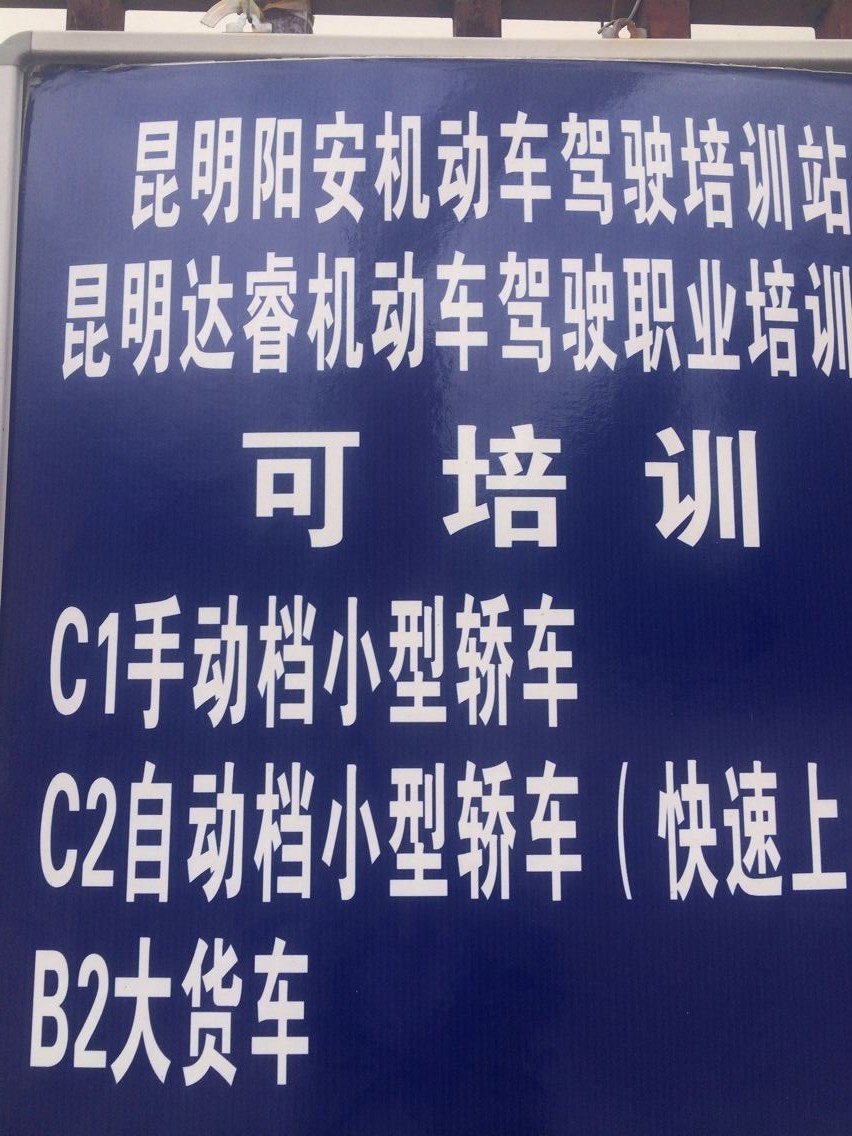 昆明阳安机动车驾驶培训站
昆明达睿机动车驾驶职业培训
可培训
C1手动档小型轿车
C2自动档小型轿车（快速上
B2大货车